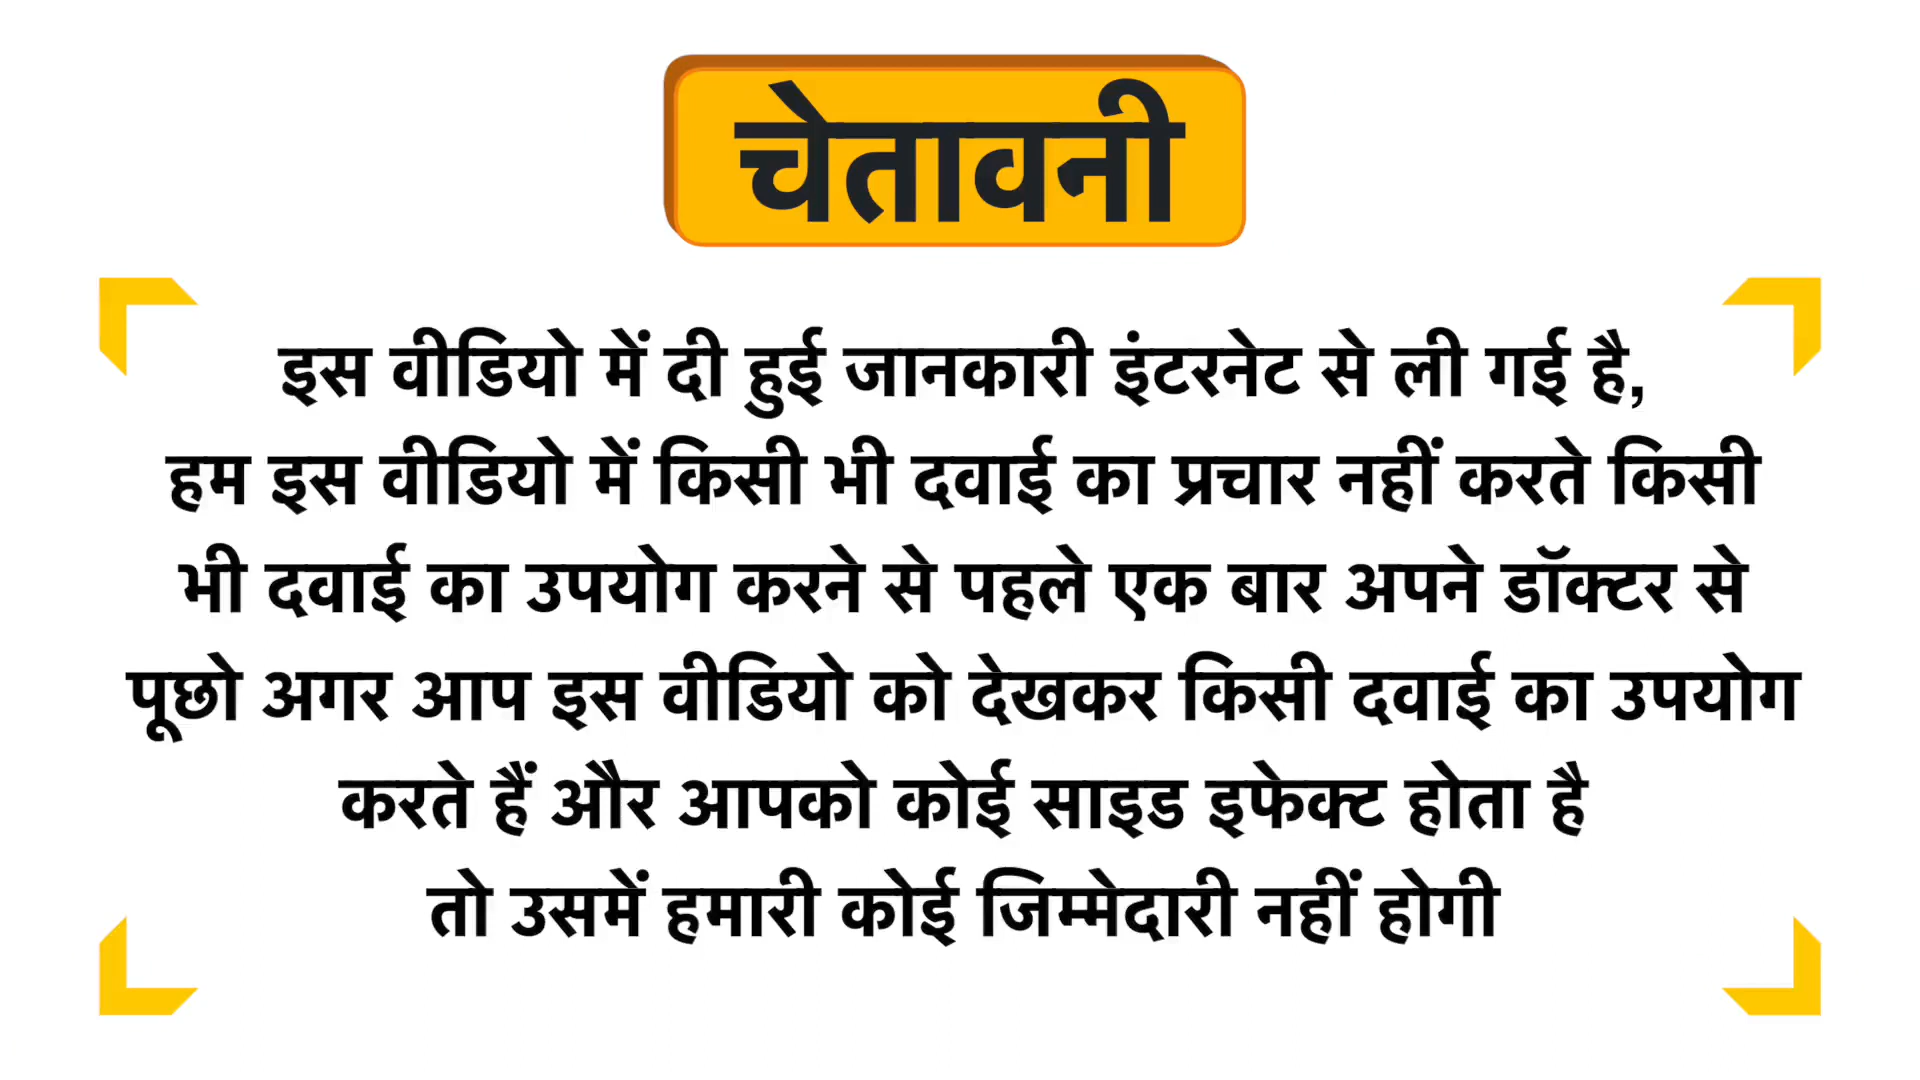 चेतावनी
इस वीडियो में दी हुई जानकारी इंटरनेट से ली गई है,
हम इस वीडियो में किसी भी दवाई का प्रचार नहीं करते किसी
भी दवाई का उपयोग करने से पहले एक बार अपने डॉक्टर से
पूछो अगर आप इस वीडियो को देखकर किसी दवाई का उपयोग
करते हैं और आपको कोई साइड इफेक्ट होता है
तो उसमें हमारी कोई जिम्मेदारी नहीं होगी